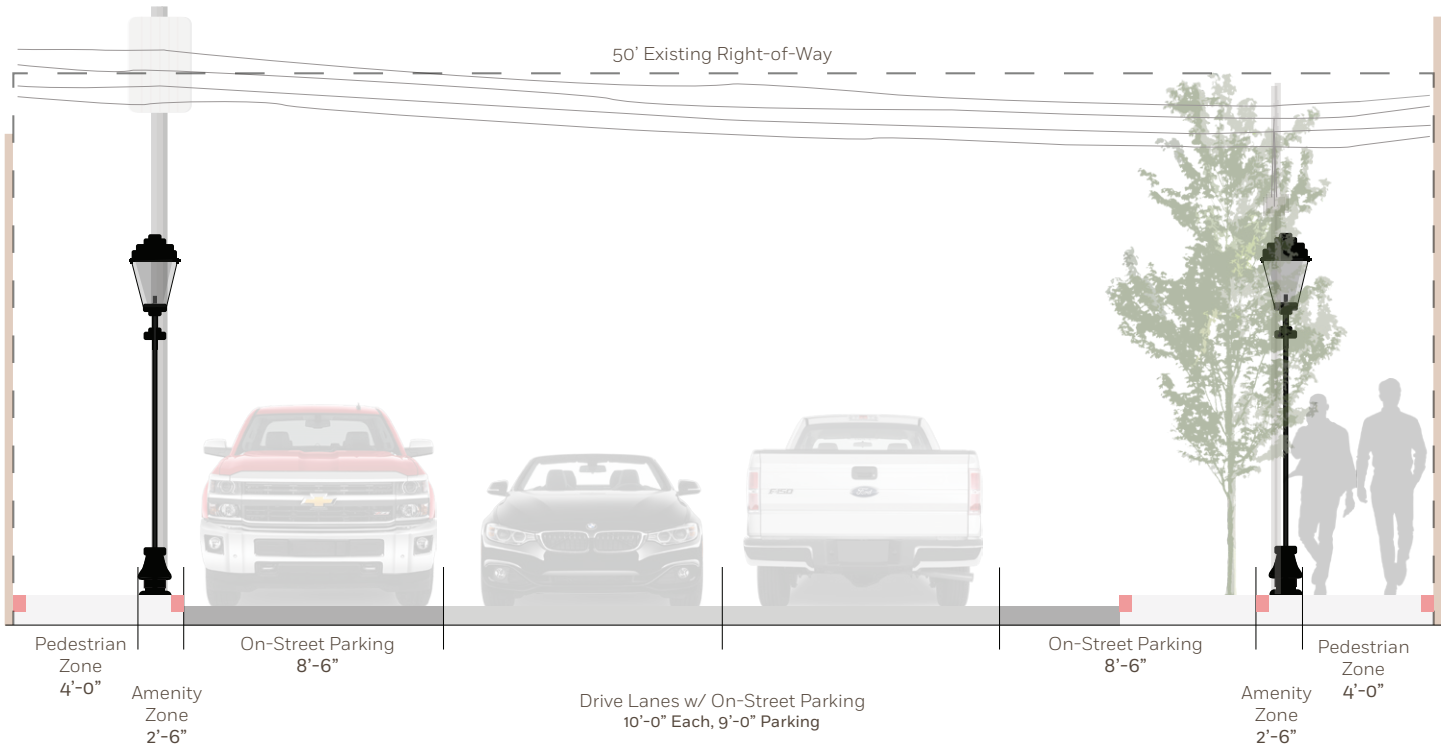 50’ Existing Right-of-Way
F150
Ford
Pedestrian
Zone
4’-0”
Amenity
Zone
2’-6”
On-Street Parking
8’-6”
Drive Lanes w/ On-Street Parking
10’-0” Each, 9’-0” Parking
On-Street Parking
8’-6”
Amenity
Zone
2’-6”
Pedestrian
Zone
4’-0”